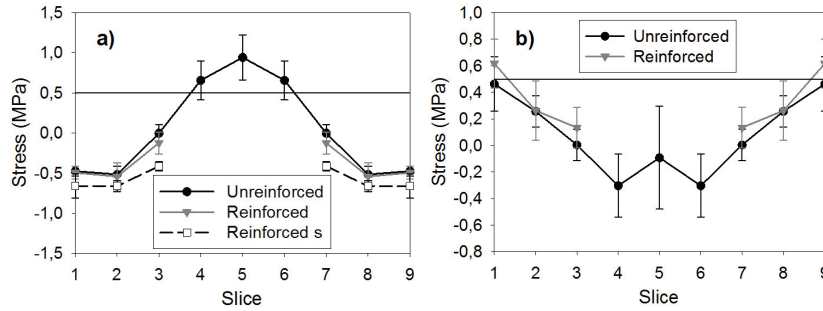 a)
1,5
1,0
0,5
0,0
-0,5
-1,0
-1,5
Stress (MPa)
Unreinforced
Reinforced
Reinforced s
1 2 3 4 5 6 7 8 9
Slice
b)
1,0
0,8
0,6
0,4
0,2
0,0
-0,2
-0,4
-0,6
-0,8
Stress (MPa)
Unreinforced
Reinforced
1 2 3 4 5 6 7 8 9
Slice